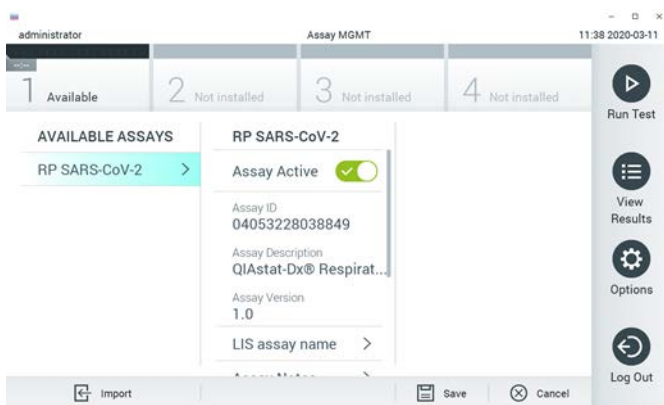 administrator Assay MGMT 11:38 2020-03-11
1 Available 2 Not installed 3 Not installed 4 Not installed
Run Test
AVAILABLE ASSAYS
RP SARS-CoV-2
RP SARS-CoV-2
Assay Active
Assay ID
04053228038849
Assay Description
QIAstat-Dx® Respirat...
Assay Version
1.0
LIS assay name
View
Results
Options
Log Out
Import Save Cancel